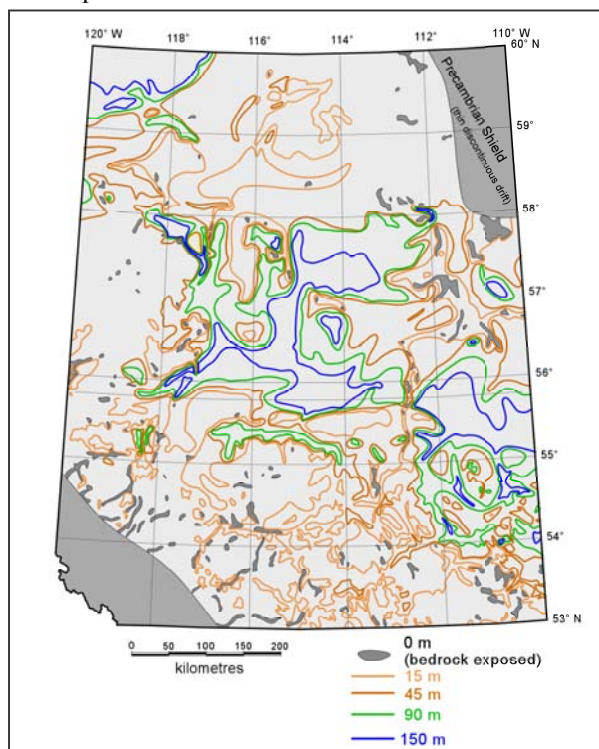 120° W 118° 116° 114° 112° 110° W
60° N
Precambrian Shield
(thin discontinuous drift)
59°
58°
57°
56°
55°
54°
53° N
0 50 100 150 200
kilometres
0 m
(bedrock exposed)
15 m
45 m
90 m
150 m